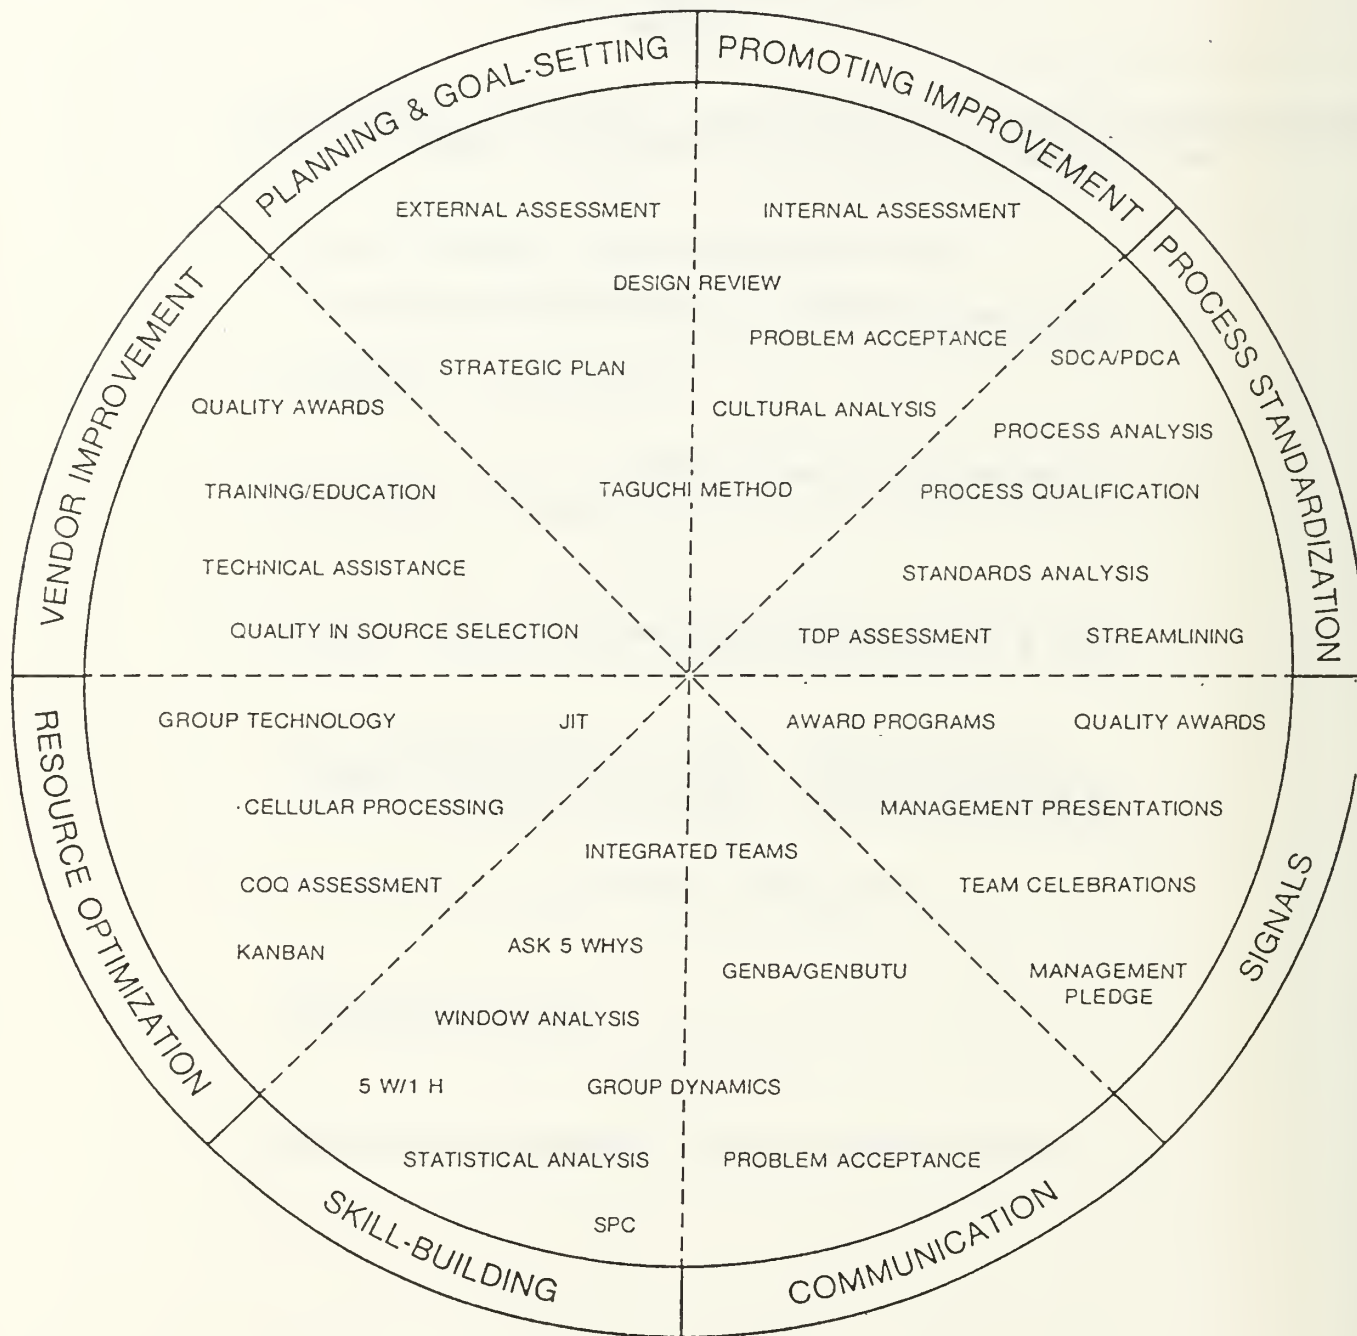 PLANNING & GOAL-SETTING
PROMOTING IMPROVEMENT
PROCESS STANDARDIZATION
SIGNALS
COMMUNICATION
SKILL-BUILDING
RESOURCE OPTIMIZATION
VENDOR IMPROVEMENT
EXTERNAL ASSESSMENT
INTERNAL ASSESSMENT
DESIGN REVIEW
PROBLEM ACCEPTANCE
SDCA/PDCA
STRATEGIC PLAN
QUALITY AWARDS
CULTURAL ANALYSIS
PROCESS ANALYSIS
TRAINING/EDUCATION
TAGUCHI METHOD
PROCESS QUALIFICATION
TECHNICAL ASSISTANCE
STANDARDS ANALYSIS
QUALITY IN SOURCE SELECTION
TDP ASSESSMENT
STREAMLINING
GROUP TECHNOLOGY
JIT
AWARD PROGRAMS
QUALITY AWARDS
CELLULAR PROCESSING
MANAGEMENT PRESENTATIONS
INTEGRATED TEAMS
COQ ASSESSMENT
TEAM CELEBRATIONS
KANBAN
ASK 5 WHYS
GENBA/GENBUTU
MANAGEMENT
PLEDGE
WINDOW ANALYSIS
5 W/1 H
GROUP DYNAMICS
STATISTICAL ANALYSIS
PROBLEM ACCEPTANCE
SPC